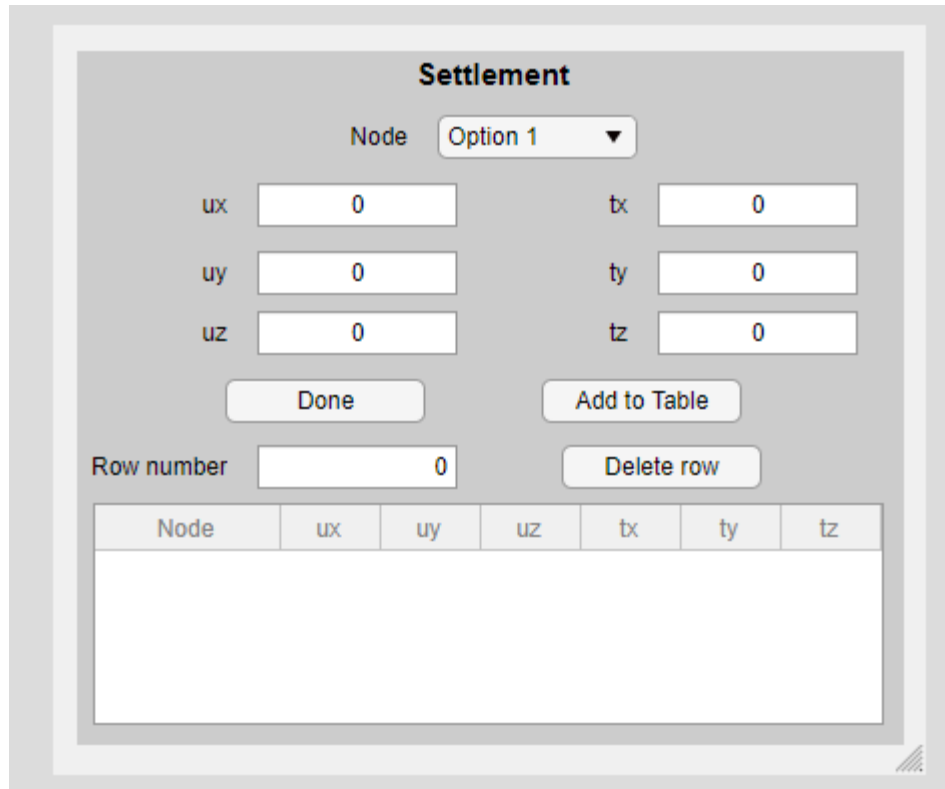 Settlement
Node Option 1
ux 0 tx 0
uy 0 ty 0
uz 0 tz 0
Done Add to Table
Row number 0 Delete row
Node ux uy uz tx ty tz